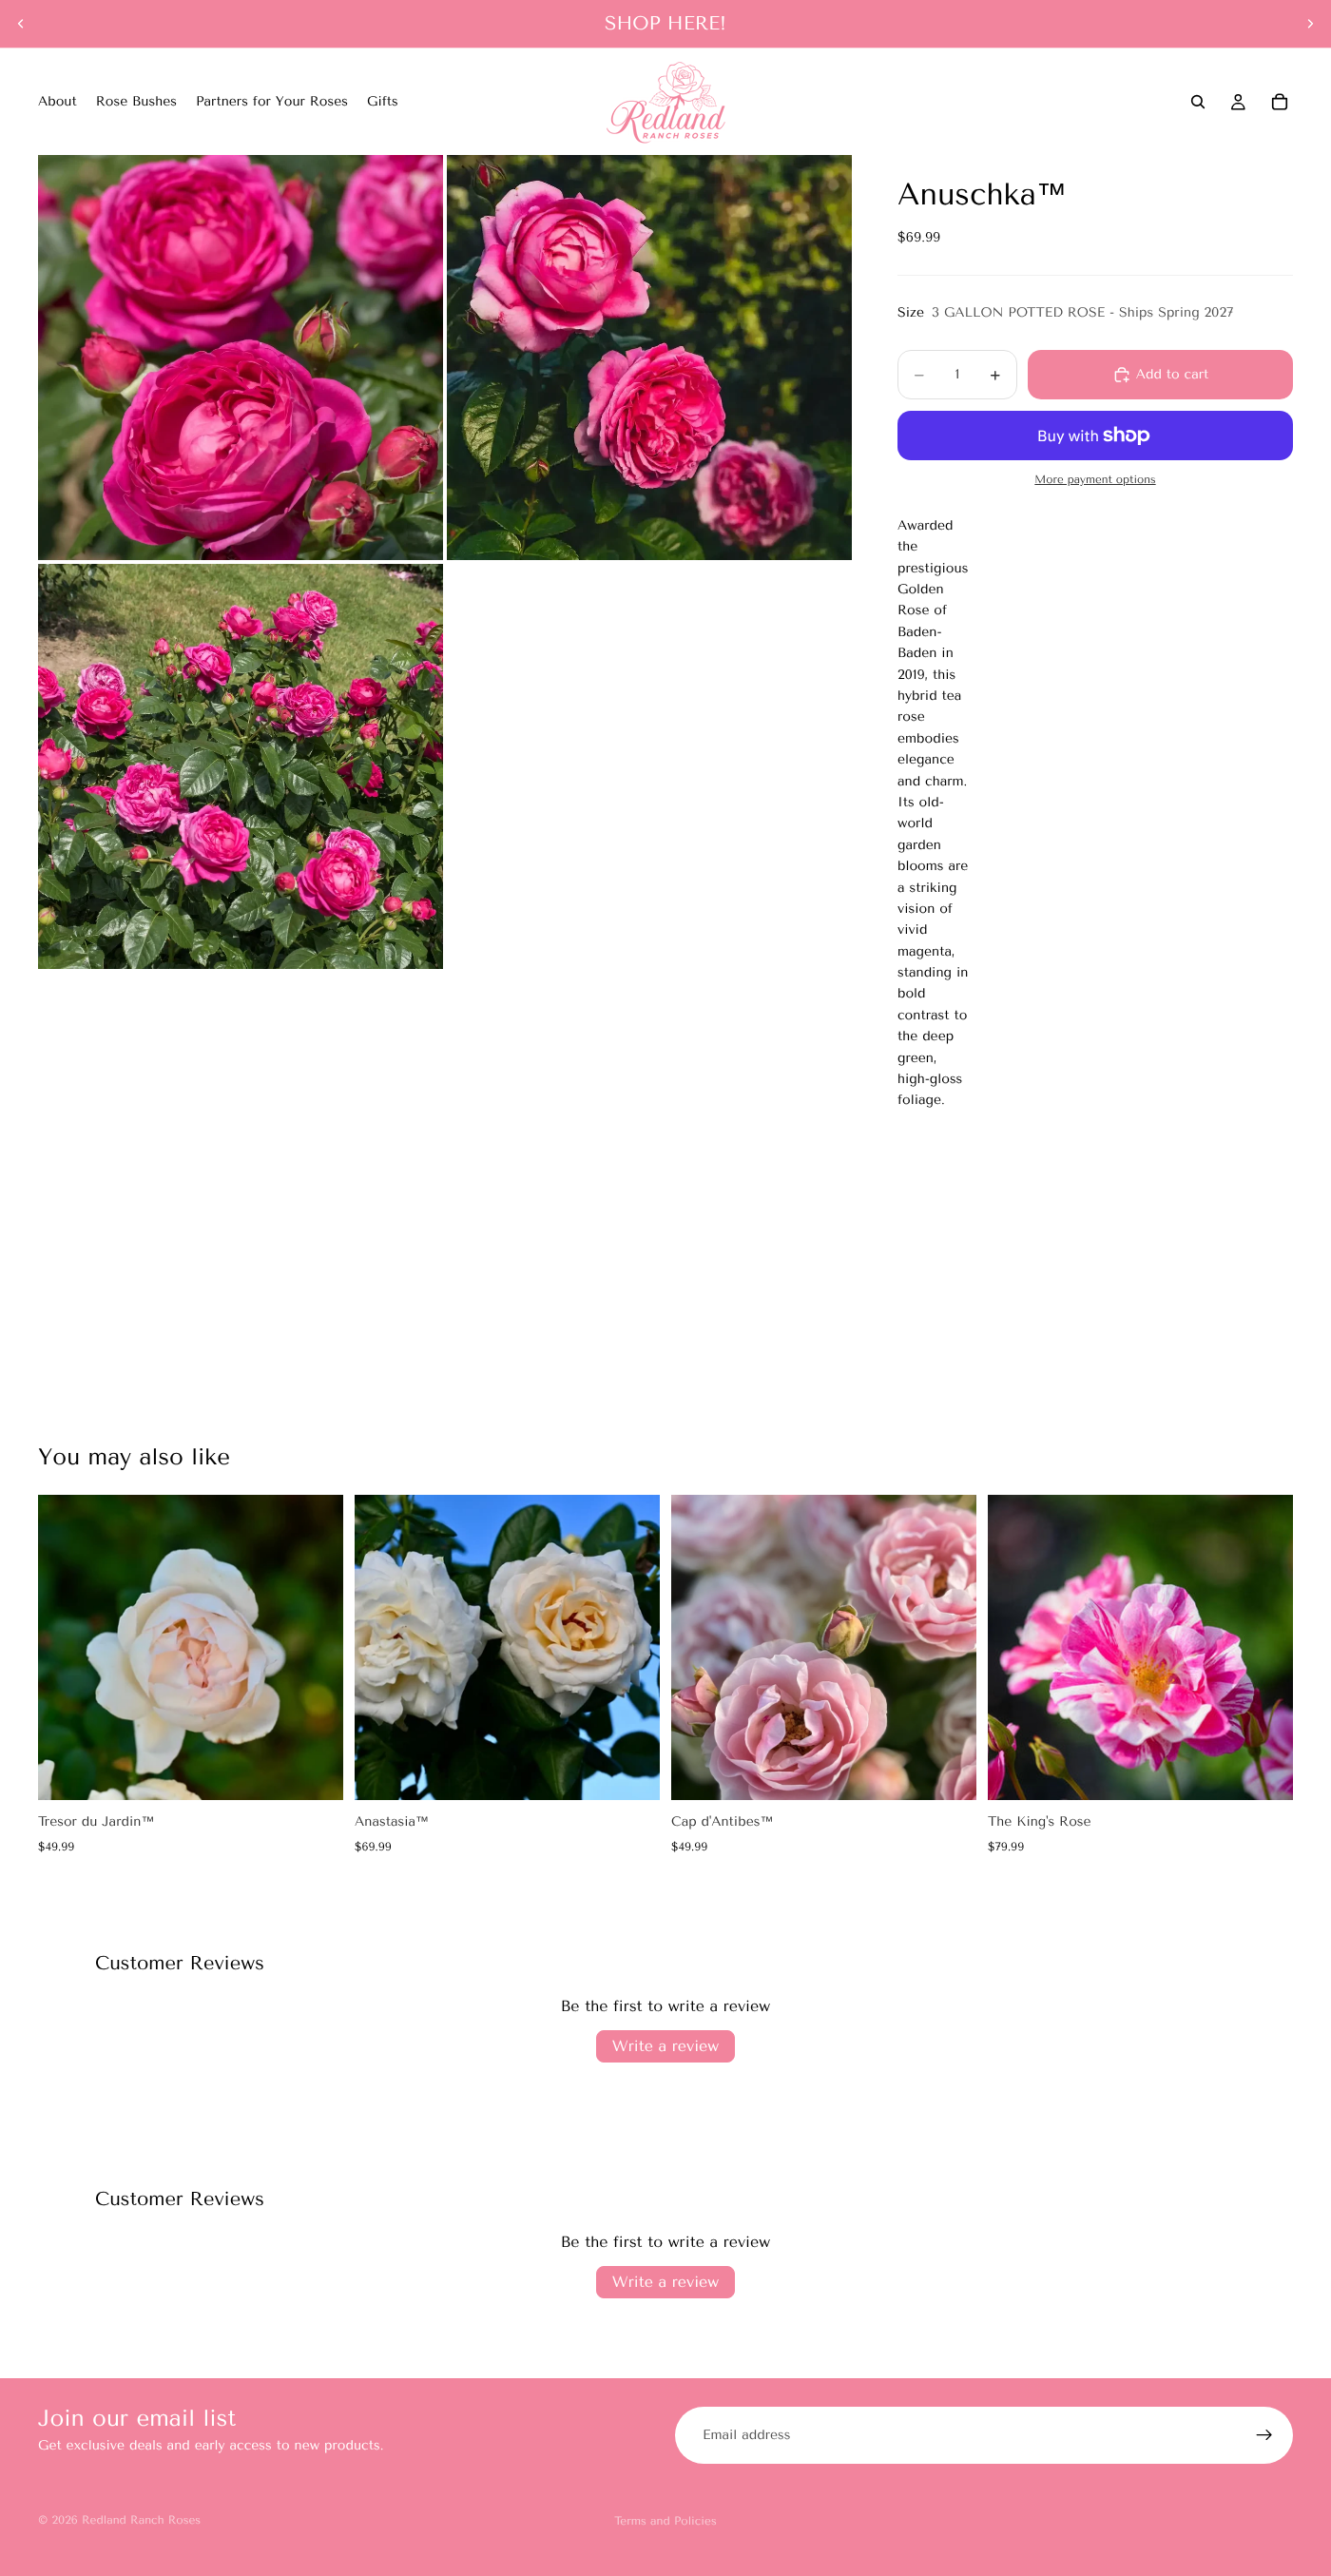 SHOP HERE!
About
Rose Bushes
Partners for Your Roses
Gifts
Redland
RANCH ROSES
Anuschka™
$69.99
Size 3 GALLON POTTED ROSE - Ships Spring 2027
1
Add to cart
Buy with shop
More payment options
Awarded
the
prestigious
Golden
Rose of
Baden-
Baden in
2019, this
hybrid tea
rose
embodies
elegance
and charm.
Its old-
world
garden
blooms are
a striking
vision of
vivid
magenta,
standing in
bold
contrast to
the deep
green,
high-gloss
foliage.
You may also like
Tresor du Jardin™
$49.99
Anastasia™
$69.99
Cap d'Antibes™
$49.99
The King's Rose
$79.99
Customer Reviews
Be the first to write a review
Write a review
Customer Reviews
Be the first to write a review
Write a review
Join our email list
Get exclusive deals and early access to new products.
Email address
© 2026 Redland Ranch Roses
Terms and Policies